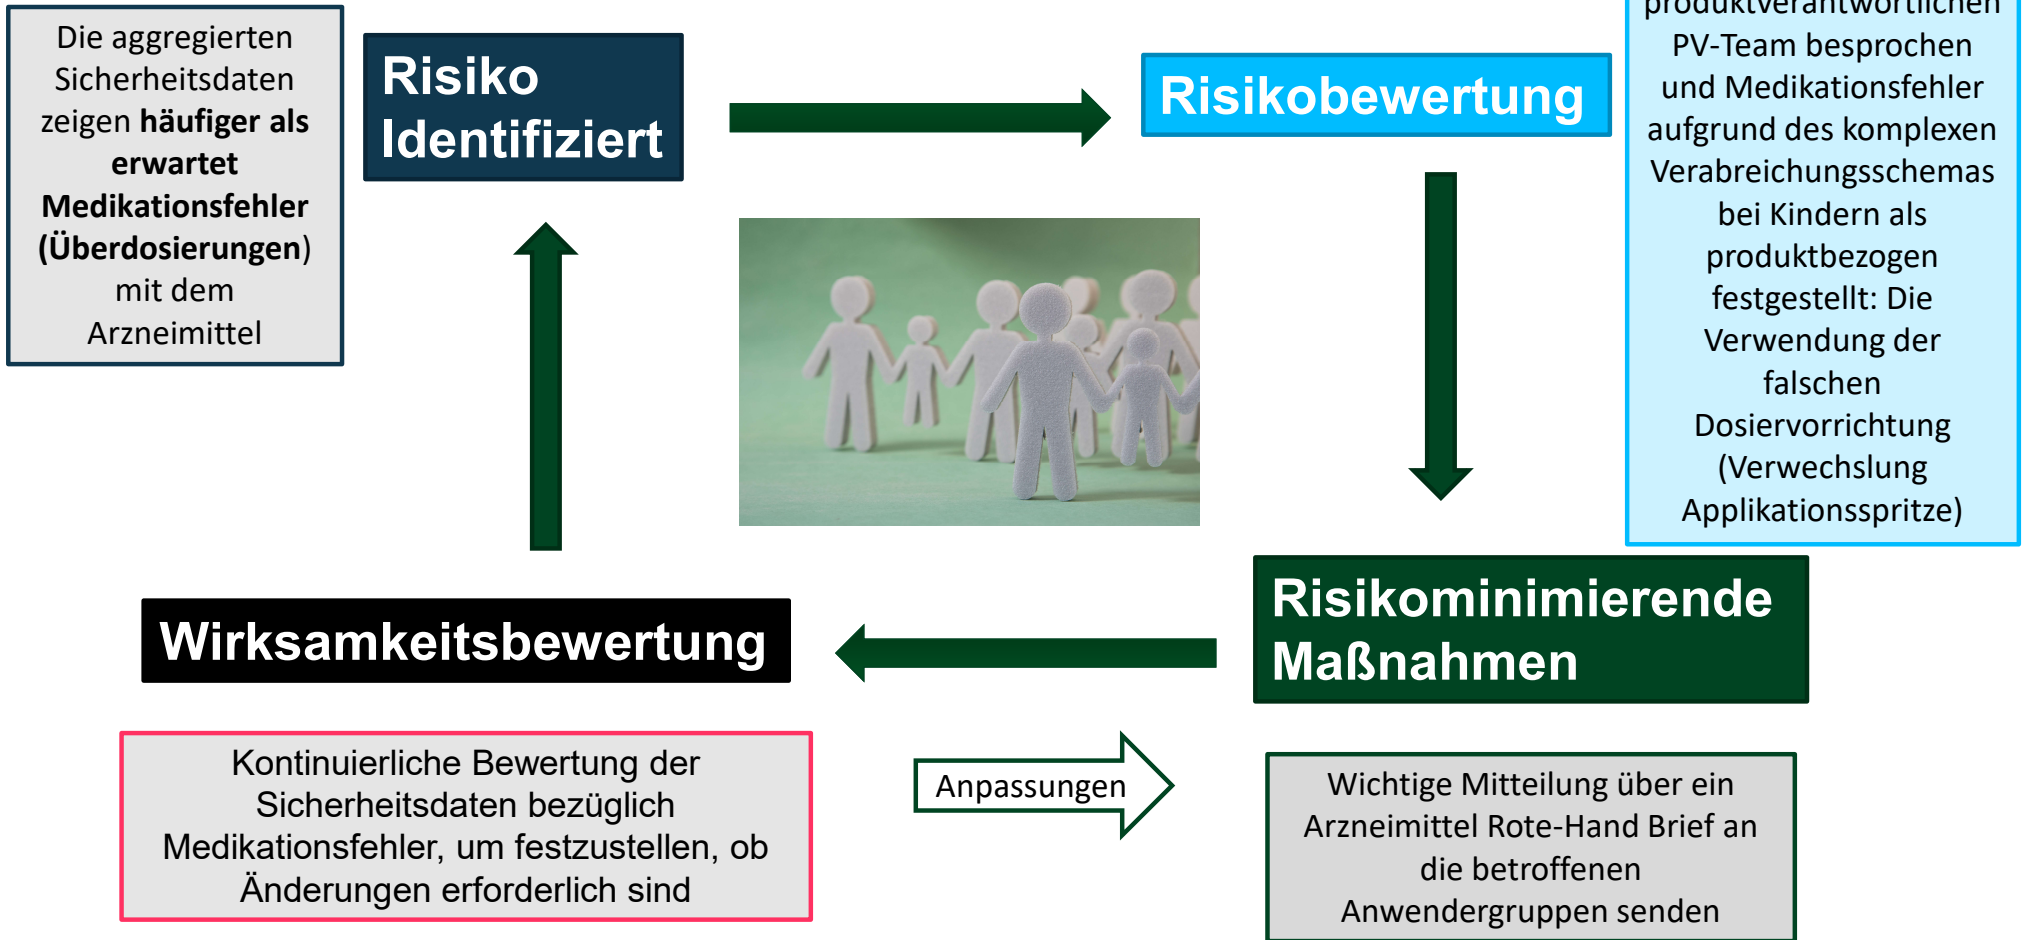 Die aggregierten
Sicherheitsdaten
zeigen häufiger als
erwartet
Medikationsfehler
(Überdosierungen)
mit dem
Arzneimittel
Risiko
Identifiziert
Risikobewertung
produktverantwortlichen
PV-Team besprochen
und Medikationsfehler
aufgrund des komplexen
Verabreichungsschemas
bei Kindern als
produktbezogen
festgestellt: Die
Verwendung der
falschen
Dosiervorrichtung
(Verwechslung
Applikationsspritze)
Wirksamkeitsbewertung
Risikominimierende
Maßnahmen
Kontinuierliche Bewertung der
Sicherheitsdaten bezüglich
Medikationsfehler, um festzustellen, ob
Änderungen erforderlich sind
Anpassungen
Wichtige Mitteilung über ein
Arzneimittel Rote-Hand Brief an
die betroffenen
Anwendergruppen senden